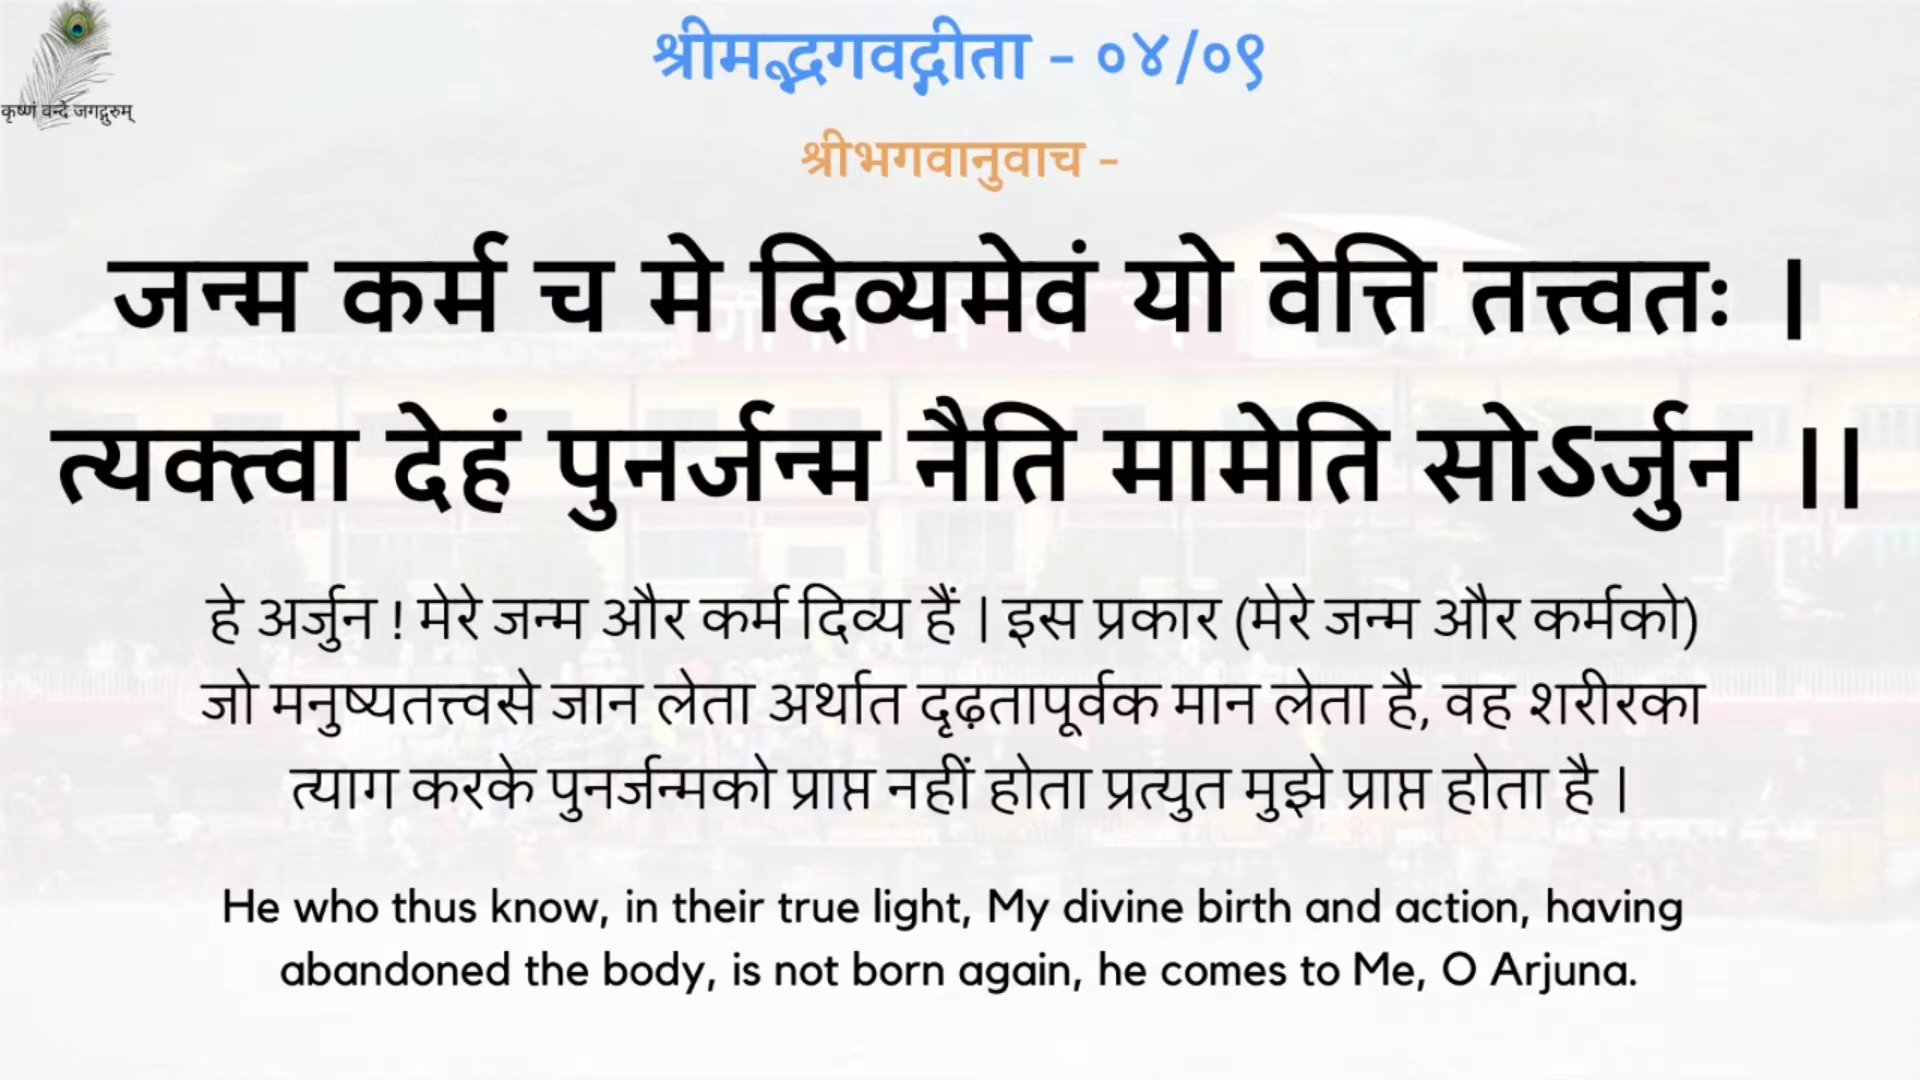 श्रीमद्भगवद्गीता - ०४/०९
कृष्णं वन्दे जगद्गुरुम्
श्रीभगवानुवाच -
जन्म कर्म च मे दिव्यमेवं यो वेत्ति तत्त्वतः |
त्यक्त्वा देहं पुनर्जन्म नैति मामेति सोऽर्जुन ||
हे अर्जुन ! मेरे जन्म और कर्म दिव्य हैं | इस प्रकार (मेरे जन्म और कर्मको)
जो मनुष्यतत्त्वसे जान लेता अर्थात दृढ़तापूर्वक मान लेता है, वह शरीरका
त्याग करके पुनर्जन्मको प्राप्त नहीं होता प्रत्युत मुझे प्राप्त होता है |
He who thus know, in their true light, My divine birth and action, having
abandoned the body, is not born again, he comes to Me, O Arjuna.